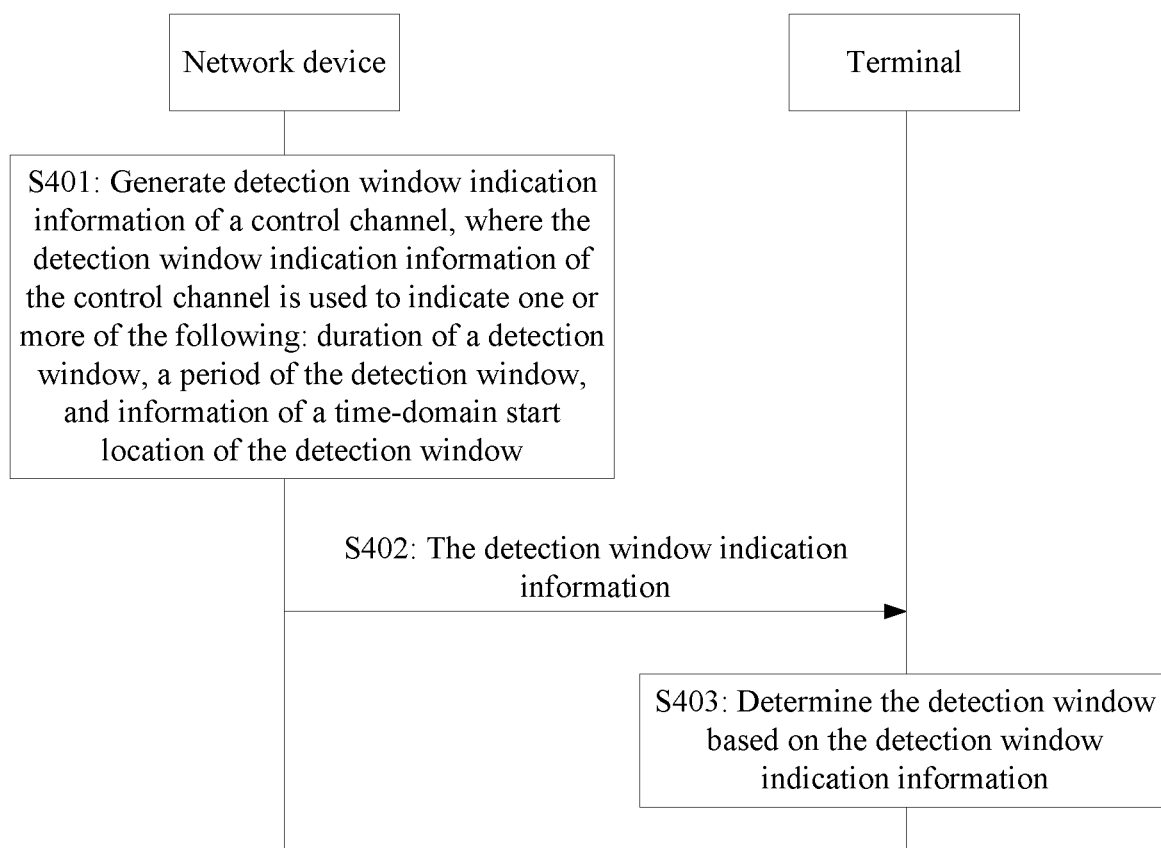 Network device
Terminal
S401: Generate detection window indication
information of a control channel, where the
detection window indication information of
the control channel is used to indicate one or
more of the following: duration of a detection
window, a period of the detection window,
and information of a time-domain start
location of the detection window
S402: The detection window indication
information
S403: Determine the detection window
based on the detection window
indication information